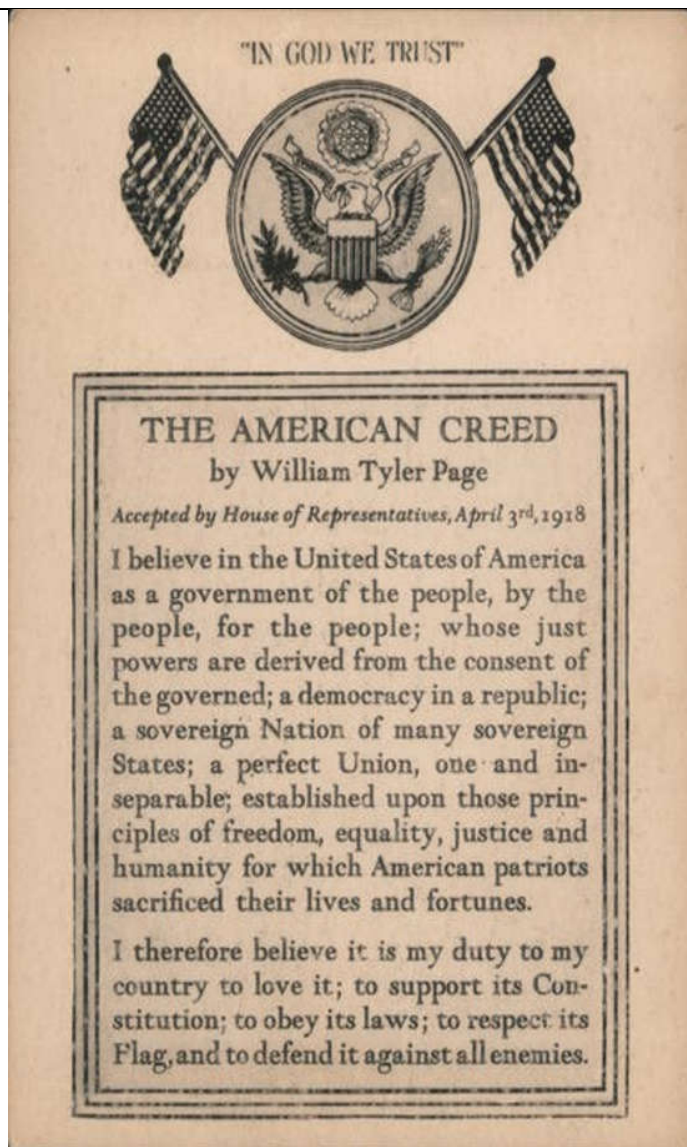 "IN GOD WE TRUST"
THE AMERICAN CREED
by William Tyler Page
Accepted by House of Representatives, April 3rd, 1918
I believe in the United States of America
as a government of the people, by the
people, for the people; whose just
powers are derived from the consent of
the governed; a democracy in a republic;
a sovereign Nation of many sovereign
States; a perfect Union, one and in-
separable; established upon those prin-
ciples of freedom, equality, justice and
humanity for which American patriots
sacrificed their lives and fortunes.
I therefore believe it is my duty to my
country to love it; to support its Con-
stitution; to obey its laws; to respect its
Flag, and to defend it against all enemies.